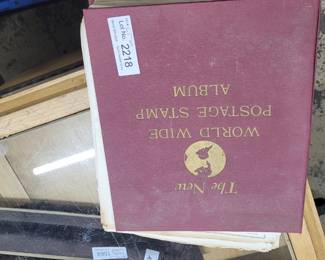 The New
WORLD WIDE
POSTAGE STAMP
ALBUM
Lot No. 2218